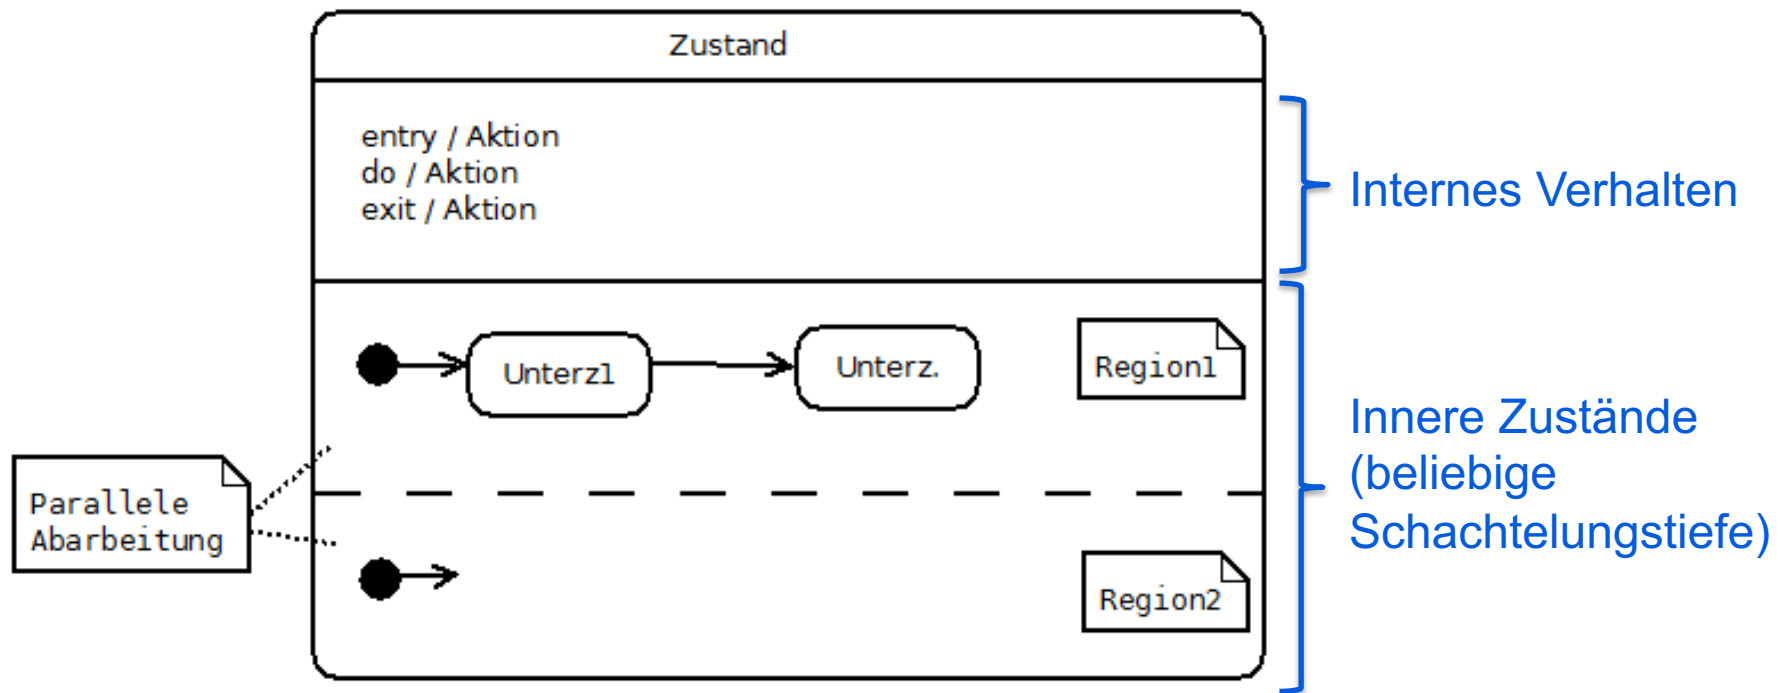 Zustand
entry / Aktion
do / Aktion
exit / Aktion
Internes Verhalten
Unterz1
Unterz.
Region1
Innere Zustände
(beliebige
Schachtelungstiefe)
Parallele
Abarbeitung
Region2